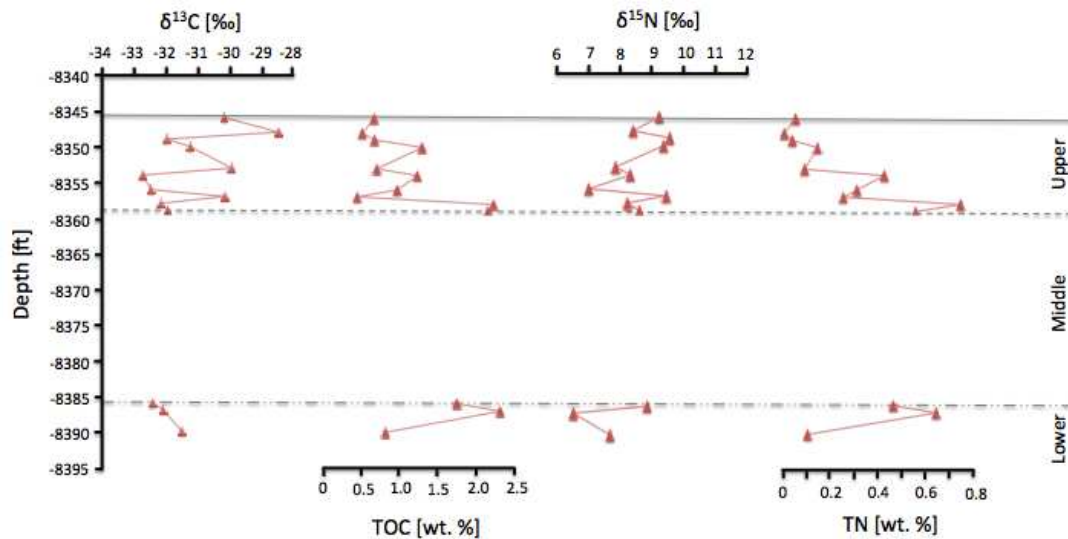 δ¹³C [‰] δ¹⁵N [‰]
-34 -33 -32 -31 -30 -29 -28 6 7 8 9 10 11 12
-8340
-8345
-8350
-8355
-8360
-8365
-8370
-8375
-8380
-8385
-8390
-8395
Depth [ft]
Upper
Middle
Lower
0 0.5 1.0 1.5 2.0 2.5 0 0.2 0.4 0.6 0.8
TOC [wt. %] TN [wt. %]